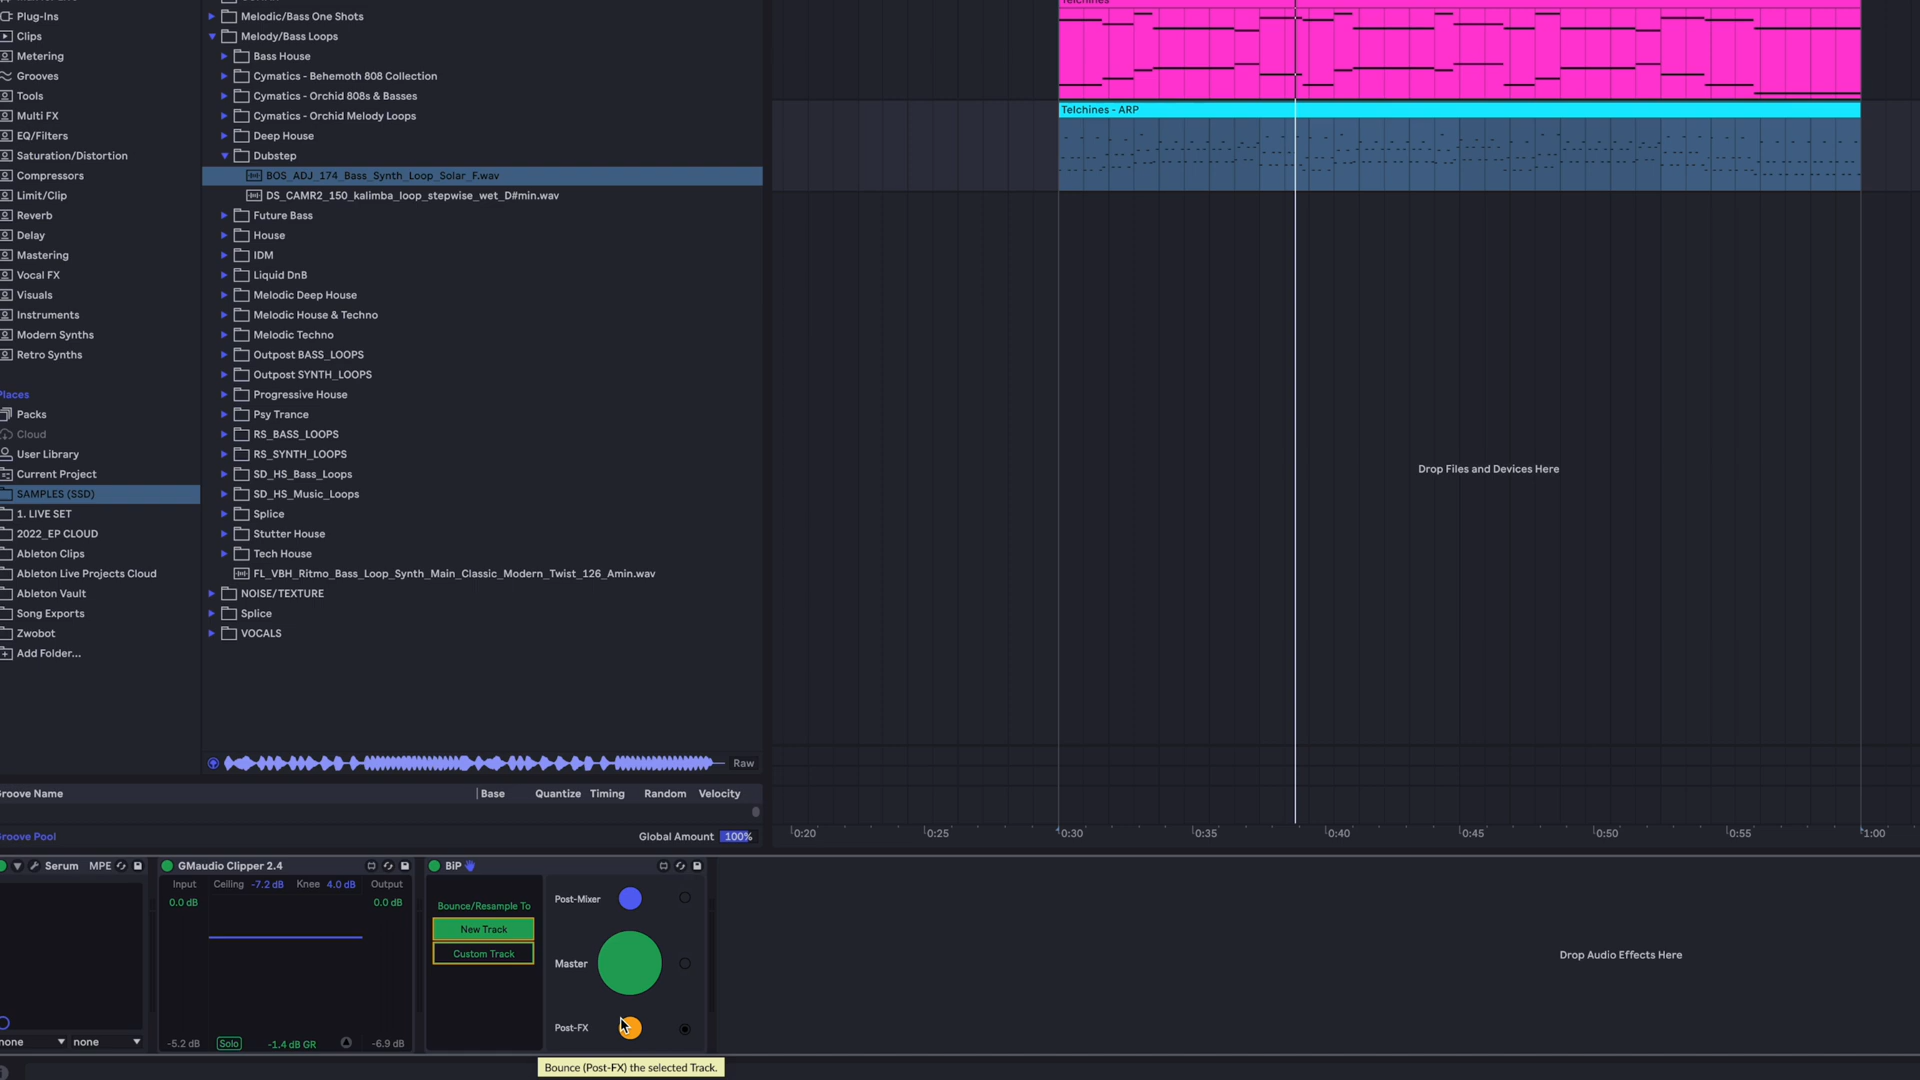 Plug-Ins
Clips
Metering
Grooves
Tools
Multi FX
EQ/Filters
Saturation/Distortion
Compressors
Limit/Clip
Reverb
Delay
Mastering
Vocal FX
Visuals
Instruments
Modern Synths
Retro Synths
Places
Packs
Cloud
User Library
Current Project
SAMPLES (SSD)
1. LIVE SET
2022_EP CLOUD
Ableton Clips
Ableton Live Projects Cloud
Ableton Vault
Song Exports
Zwobot
Add Folder...
Melodic/Bass One Shots
Melody/Bass Loops
Bass House
Cymatics - Behemoth 808 Collection
Cymatics - Orchid 808s & Basses
Cymatics - Orchid Melody Loops
Deep House
Dubstep
BOS_ADJ_174_Bass_Synth_Loop_Solar_F.wav
DS_CAMR2_150_kalimba_loop_stepwise_wet_D#min.wav
Future Bass
House
IDM
Liquid DnB
Melodic Deep House
Melodic House & Techno
Melodic Techno
Outpost BASS_LOOPS
Outpost SYNTH_LOOPS
Progressive House
Psy Trance
RS_BASS_LOOPS
RS_SYNTH_LOOPS
SD_HS_Bass_Loops
SD_HS_Music_Loops
Splice
Stutter House
Tech House
FL_VBH_Ritmo_Bass_Loop_Synth_Main_Classic_Modern_Twist_126_Amin.wav
NOISE/TEXTURE
Splice
VOCALS
Raw
roove Name Base Quantize Timing Random Velocity
roove Pool Global Amount 100%
Telchines
Telchines - ARP
Drop Files and Devices Here
0:20 0:25 0:30 0:35 0:40 0:45 0:50 0:55 1:00
Serum MPE
none none
GMaudio Clipper 2.4
Input Ceiling -7.2 dB Knee 4.0 dB Output
0.0 dB 0.0 dB
-5.2 dB Solo -1.4 dB GR -6.9 dB
BiP
Bounce/Resample To
New Track
Custom Track
Post-Mixer
Master
Post-FX
Drop Audio Effects Here
Bounce (Post-FX) the selected Track.